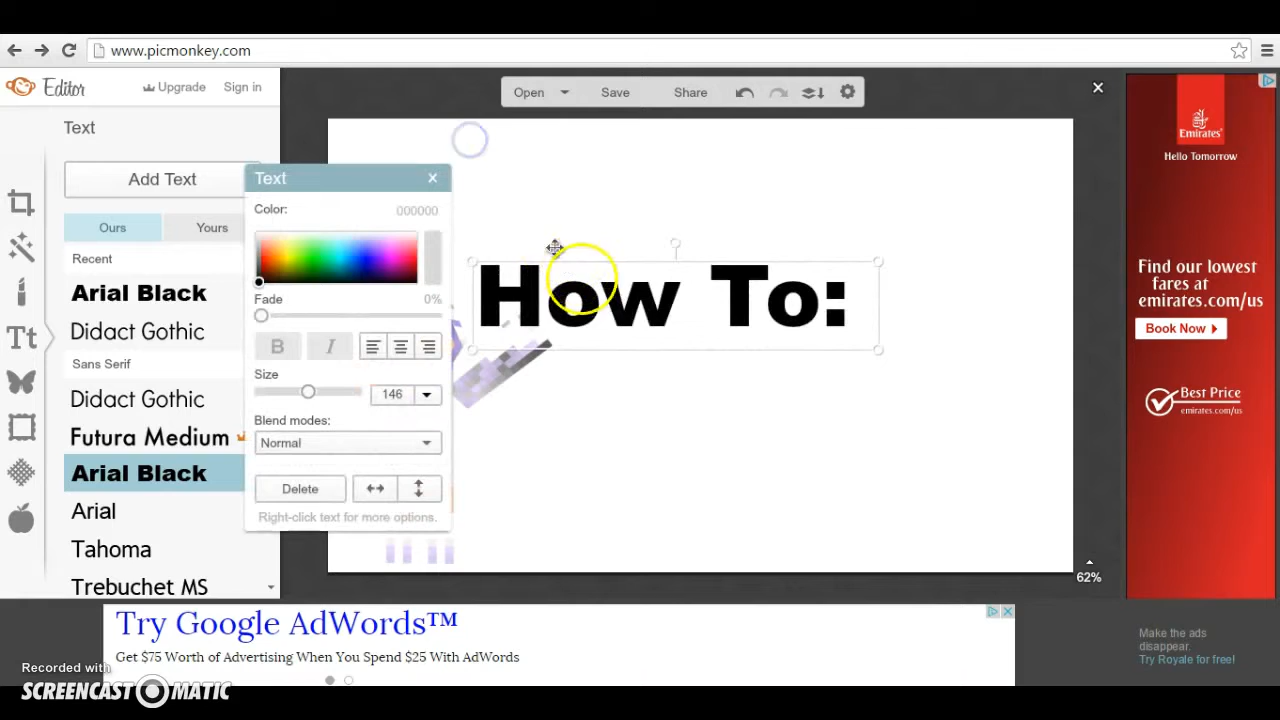 www.picmonkey.com
Editor
Upgrade
Sign in
Open
Save
Share
Text
Add Text
Ours
Yours
Recent
Arial Black
Didact Gothic
Sans Serif
Didact Gothic
Futura Medium
Arial Black
Arial
Tahoma
Trebuchet MS
Text
Color:
000000
Fade
0%
B
I
Size
146
Blend modes:
Normal
Delete
Right-click text for more options.
How To:
62%
Emirates
Hello Tomorrow
Find our lowest
fares at
emirates.com/us
Book Now
Best Price
emirates.com/us
Try Google AdWords™
Get $75 Worth of Advertising When You Spend $25 With AdWords
Make the ads
disappear.
Try Royale for free!
Recorded with
SCREENCAST MATIC